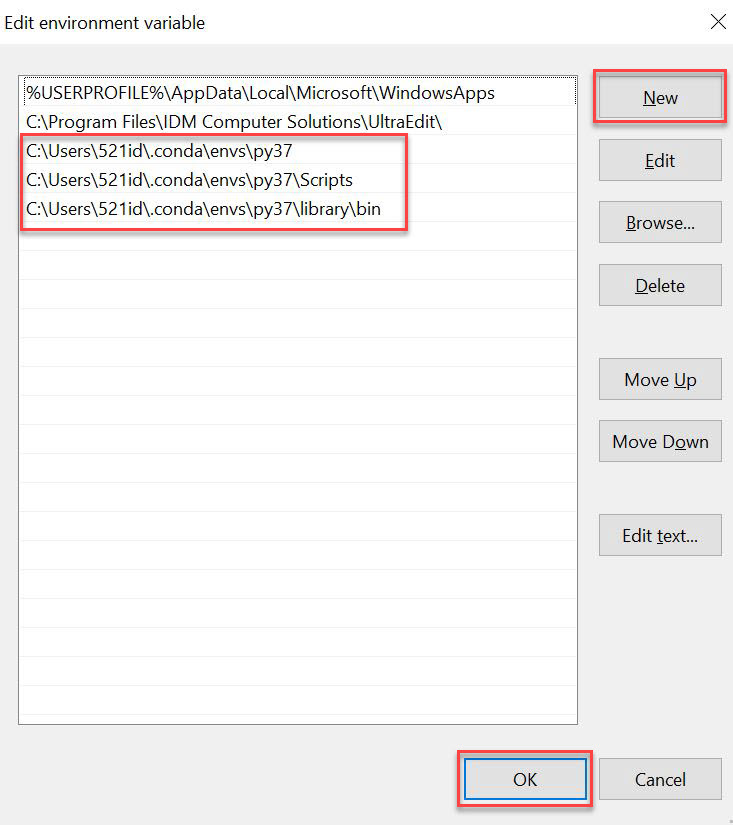 Edit environment variable
%USERPROFILE%\AppData\Local\Microsoft\WindowsApps
C:\Program Files\IDM Computer Solutions\UltraEdit\
C:\Users\521id\.conda\envs\py37
C:\Users\521id\.conda\envs\py37\Scripts
C:\Users\521id\.conda\envs\py37\library\bin
New
Edit
Browse...
Delete
Move Up
Move Down
Edit text...
OK
Cancel